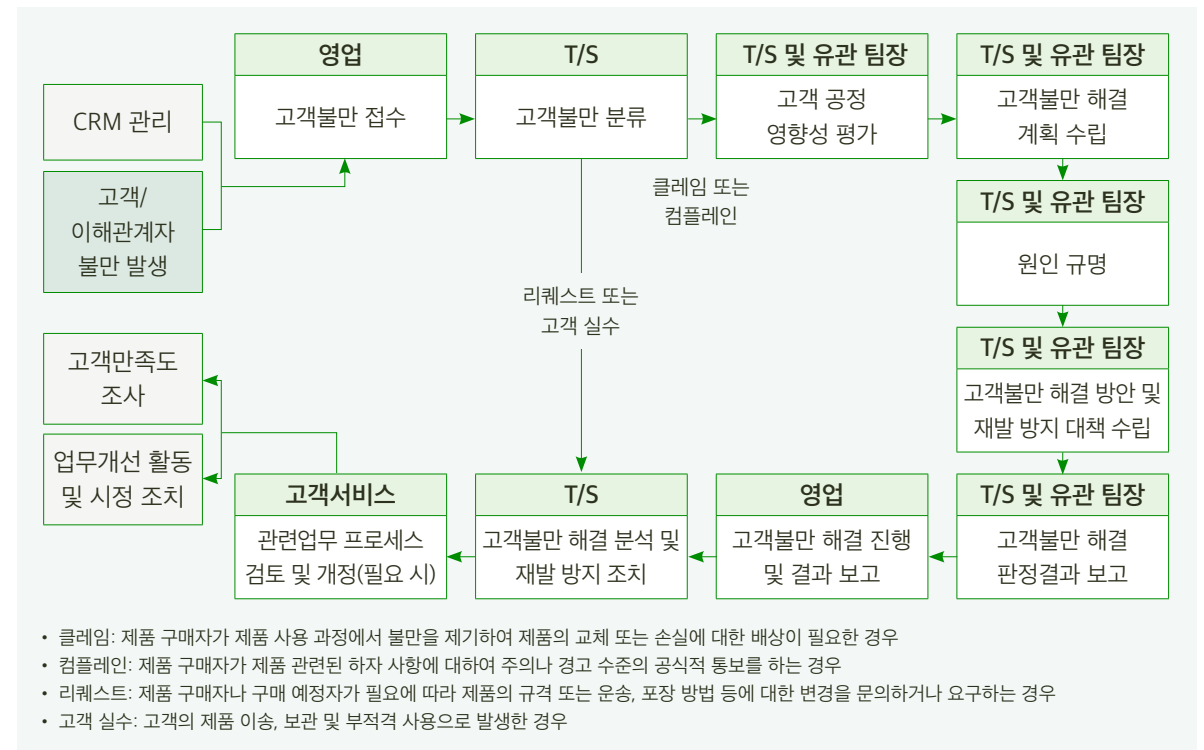 CRM 관리
고객/
이해관계자
불만 발생
영업
고객불만 접수
T/S
고객불만 분류
T/S 및 유관 팀장
고객 공정
영향성 평가
T/S 및 유관 팀장
고객불만 해결
계획 수립
클레임 또는
컴플레인
리퀘스트 또는
고객 실수
T/S 및 유관 팀장
원인 규명
T/S 및 유관 팀장
고객불만 해결 방안 및
재발 방지 대책 수립
T/S 및 유관 팀장
고객불만 해결
판정결과 보고
영업
고객불만 해결 진행
및 결과 보고
T/S
고객불만 해결 분석 및
재발 방지 조치
고객서비스
관련업무 프로세스
검토 및 개정(필요 시)
고객만족도
조사
업무개선 활동
및 시정 조치
• 클레임: 제품 구매자가 제품 사용 과정에서 불만을 제기하여 제품의 교체 또는 손실에 대한 배상이 필요한 경우
• 컴플레인: 제품 구매자가 제품 관련된 하자 사항에 대하여 주의나 경고 수준의 공식적 통보를 하는 경우
• 리퀘스트: 제품 구매자나 구매 예정자가 필요에 따라 제품의 규격 또는 운송, 포장 방법 등에 대한 변경을 문의하거나 요구하는 경우
• 고객 실수: 고객의 제품 이송, 보관 및 부적격 사용으로 발생한 경우